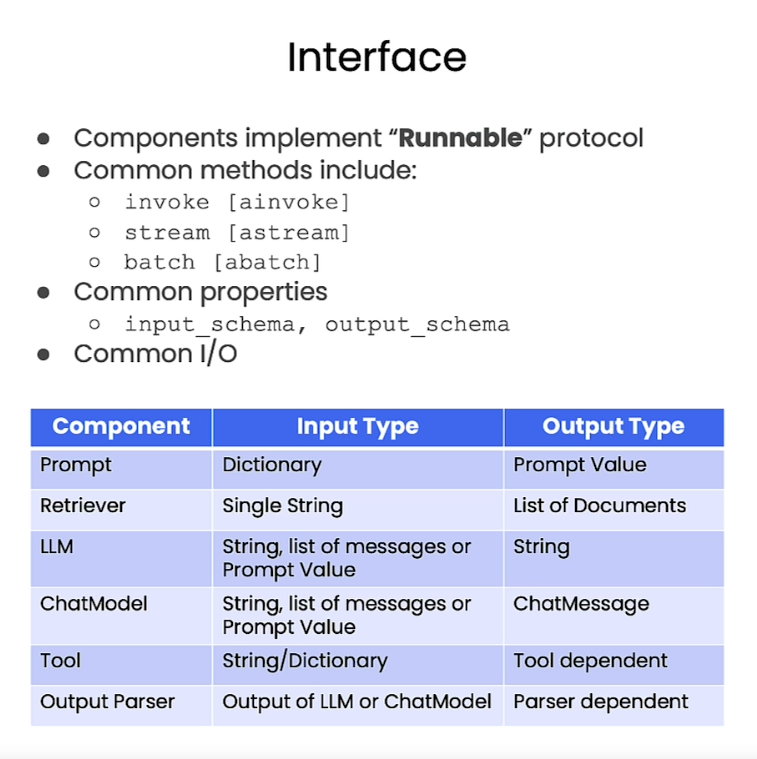 Interface
● Components implement “Runnable” protocol
● Common methods include:
○ invoke [ainvoke]
○ stream [astream]
○ batch [abatch]
● Common properties
○ input_schema, output_schema
● Common I/O
Component Input Type Output Type
Prompt Dictionary Prompt Value
Retriever Single String List of Documents
LLM String, list of messages or String
Prompt Value
ChatModel String, list of messages or ChatMessage
Prompt Value
Tool String/Dictionary Tool dependent
Output Parser Output of LLM or ChatModel Parser dependent